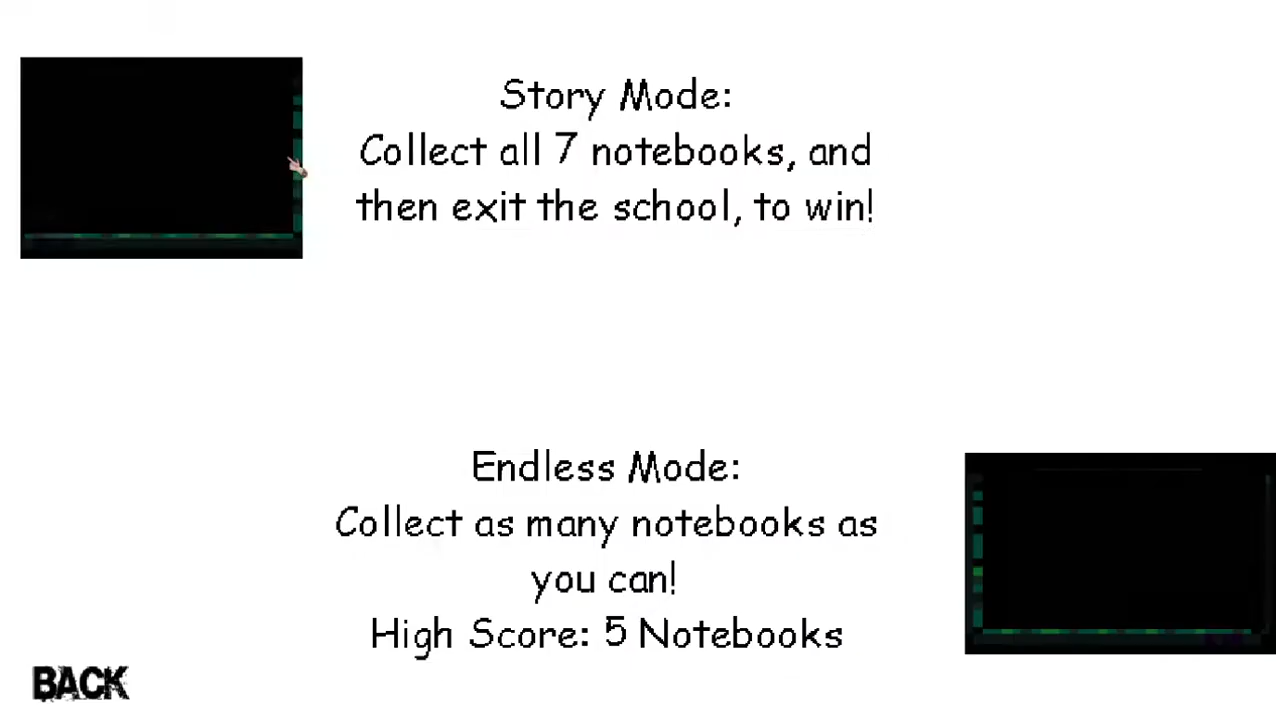 Story Mode:
Collect all 7 notebooks, and
then exit the school, to win!
Endless Mode:
Collect as many notebooks as
you can!
High Score: 5 Notebooks
BACK